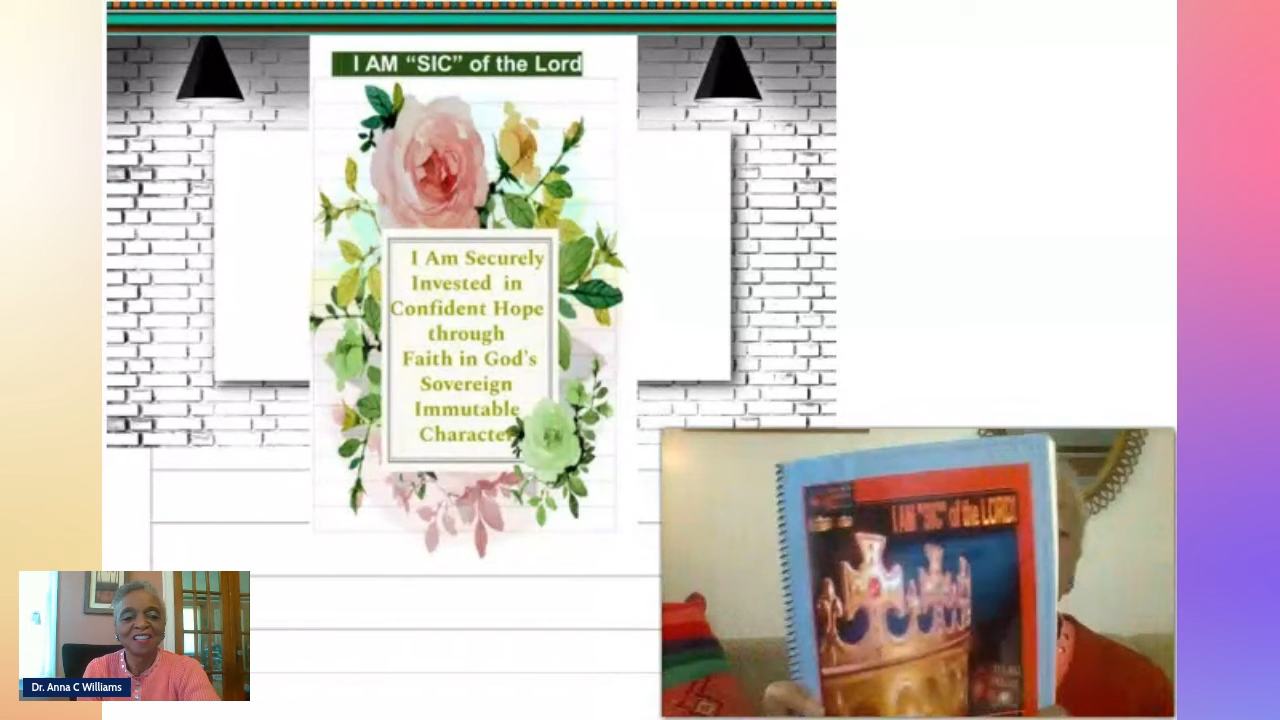 I AM “SIC” of the Lord
I Am Securely
Invested in
Confident Hope
through
Faith in God's
Sovereign
Immutable
Character
I AM "SIC" of the LORD!
Dr. Anna C Williams